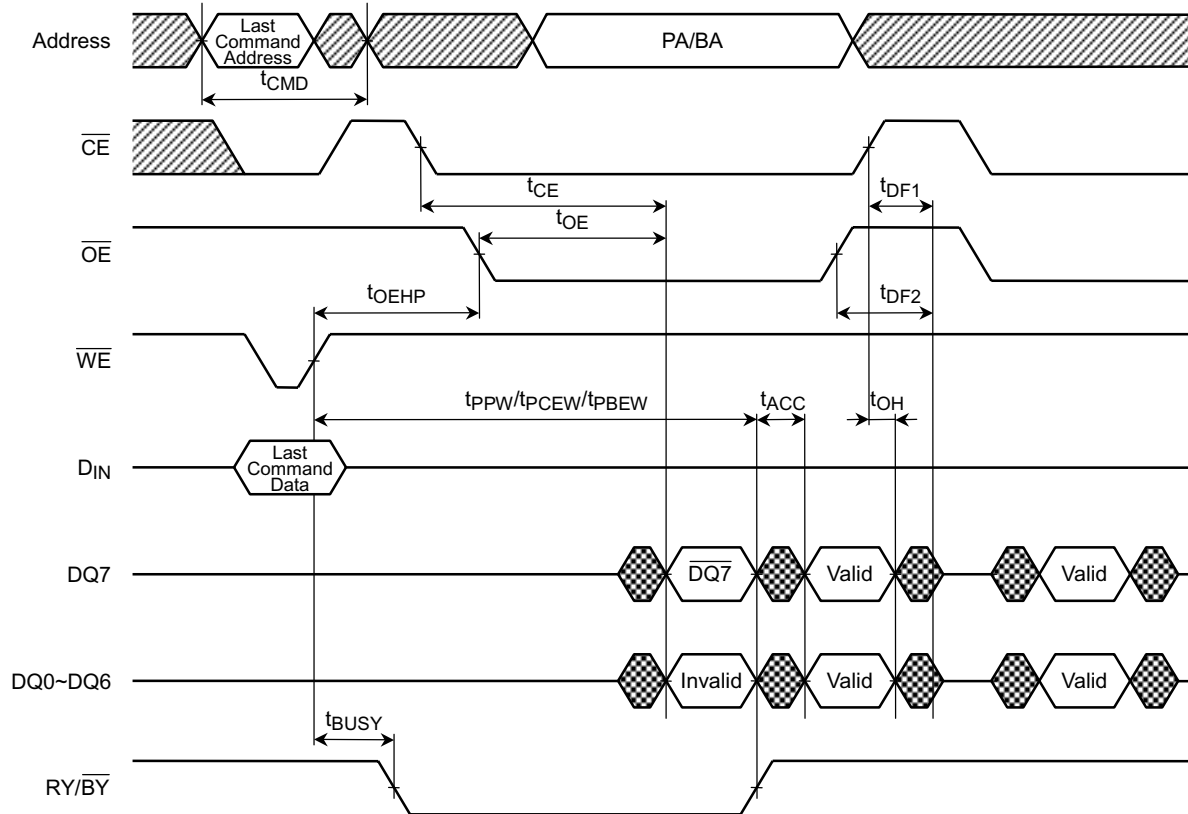 Address
Last
Command
Address
PA/BA
tCMD
CE
tCE
tDF1
OE
tOE
tOEHP
tDF2
WE
tPPW/tPCEW/tPBEW
tACC
tOH
DIN
Last
Command
Data
DQ7
DQ7
Valid
Valid
DQ0~DQ6
Invalid
Valid
Valid
tBUSY
RY/BY